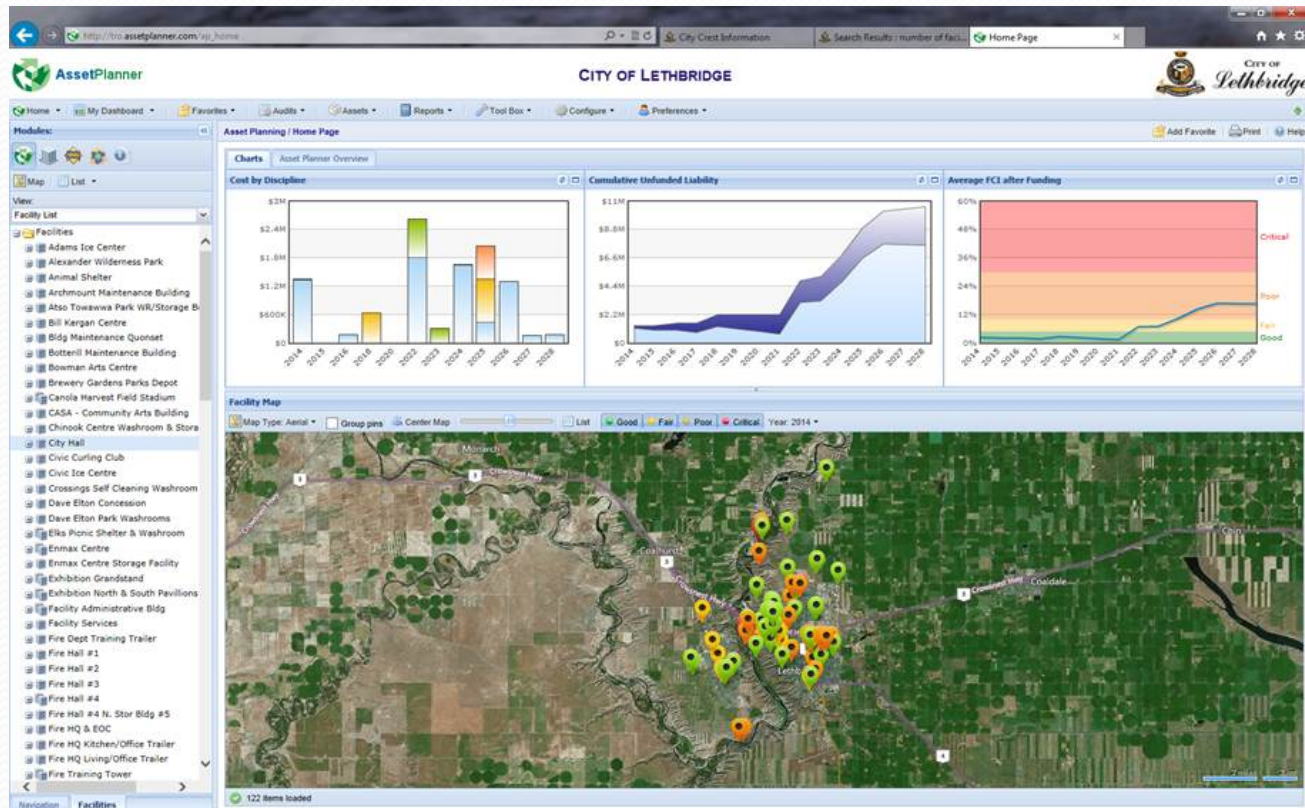 http://tro.assetplanner.com/ap_home
City Crest Information
Search Results : number of faci...
Home Page
AssetPlanner
CITY OF LETHBRIDGE
CITY OF
Lethbridge
Home
My Dashboard
Favorites
Audits
Assets
Reports
Tool Box
Configure
Preferences
Modules:
Asset Planning / Home Page
Add Favorite
Print
Help
Map
List
View:
Facility List
Facilities
Adams Ice Center
Alexander Wilderness Park
Animal Shelter
Archmount Maintenance Building
Atso Towawwa Park WR/Storage B
Bill Kergan Centre
Bldg Maintenance Quonset
Botterill Maintenance Building
Bowman Arts Centre
Brewery Gardens Parks Depot
Canola Harvest Field Stadium
CASA - Community Arts Building
Chinook Centre Washroom & Stora
City Hall
Civic Curling Club
Civic Ice Centre
Crossings Self Cleaning Washroom
Dave Elton Concession
Dave Elton Park Washrooms
Elks Picnic Shelter & Washroom
Enmax Centre
Enmax Centre Storage Facility
Exhibition Grandstand
Exhibition North & South Pavillions
Facility Administrative Bldg
Facility Services
Fire Dept Training Trailer
Fire Hall #1
Fire Hall #2
Fire Hall #3
Fire Hall #4
Fire Hall #4 N. Stor Bldg #5
Fire HQ & EOC
Fire HQ Kitchen/Office Trailer
Fire HQ Living/Office Trailer
Fire Training Tower
Navigation
Facilities
Charts
Asset Planner Overview
Cost by Discipline
$3M
$2.4M
$1.8M
$1.2M
$600K
$0
2014
2015
2016
2018
2020
2022
2023
2024
2025
2026
2027
2028
Cumulative Unfunded Liability
$11M
$8.8M
$6.6M
$4.4M
$2.2M
$0
2014
2015
2016
2017
2018
2019
2020
2021
2022
2023
2024
2025
2026
2027
2028
Average FCI after Funding
60%
48%
36%
24%
12%
0%
Critical
Poor
Fair
Good
2014
2015
2016
2017
2018
2019
2020
2021
2022
2023
2024
2025
2026
2027
2028
Facility Map
Map Type: Aerial
Group pins
Center Map
List
Good
Fair
Poor
Critical
Year: 2014
Monarch
Crowsnest Hwy
3
3
Crowsnest Hwy
Coalhurst
3
Crowsnest Hwy
Coaldale
3
Crowsnest Hwy
4
122 items loaded